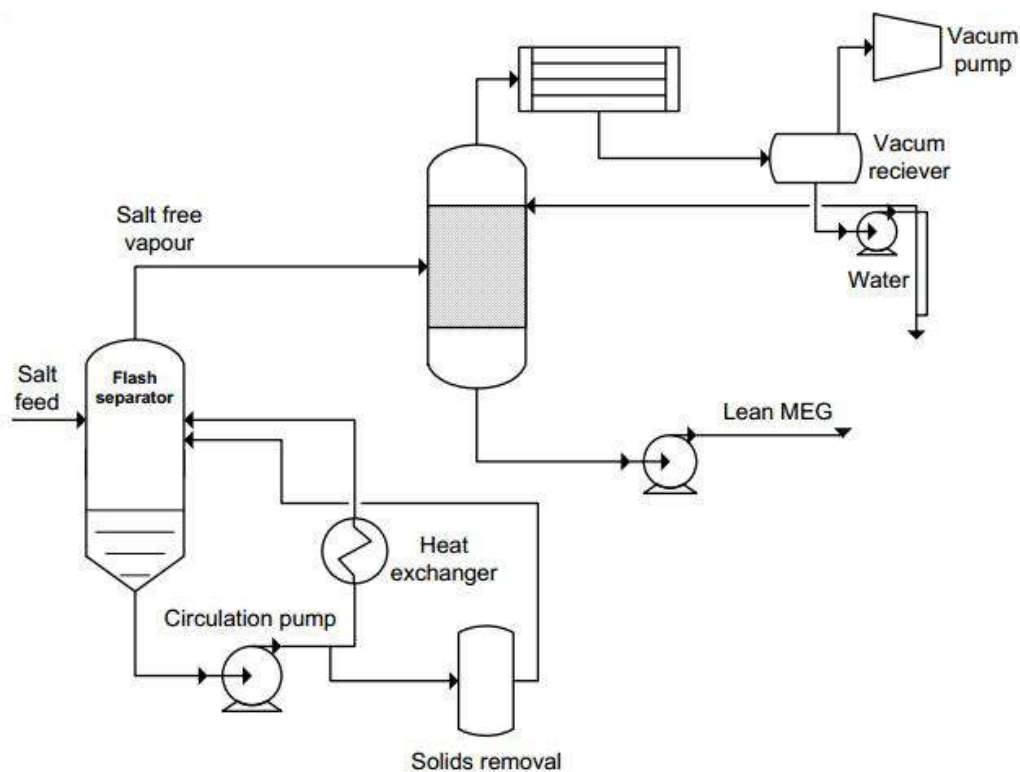 Vacum
pump
Vacum
reciever
Salt free
vapour
Water
Salt
feed
Flash
separator
Lean MEG
Heat
exchanger
Circulation pump
Solids removal